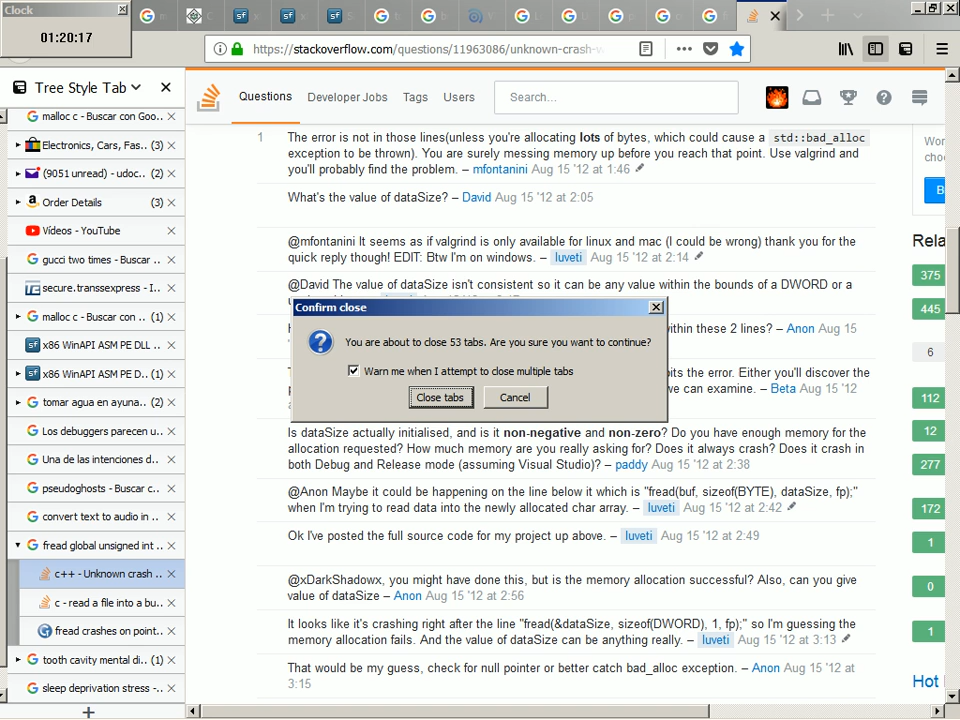 Clock
01:20:17
https://stackoverflow.com/questions/11963086/unknown-crash-w
Tree Style Tab
malloc c - Buscar con Goo..
Electronics, Cars, Fas.. (3)
(9051 unread) - udoc.. (2)
Order Details (3)
Vídeos - YouTube
gucci two times - Buscar ..
secure.transsexpress - I..
malloc c - Buscar con .. (1)
x86 WinAPI ASM PE DLL ..
x86 WinAPI ASM PE D.. (1)
tomar agua en ayuna.. (2)
Los debuggers parecen u..
Una de las intenciones d..
pseudoghosts - Buscar c..
convert text to audio in ..
fread global unsigned int ..
c++ - Unknown crash ..
c - read a file into a bu..
fread crashes on point..
tooth cavity mental di.. (1)
sleep deprivation stress -..
Questions Developer Jobs Tags Users Search...
1 The error is not in those lines(unless you're allocating lots of bytes, which could cause a std::bad_alloc
exception to be thrown). You are surely messing memory up before you reach that point. Use valgrind and
you'll probably find the problem. – mfontanini Aug 15 '12 at 1:46
What's the value of dataSize? – David Aug 15 '12 at 2:05
@mfontanini It seems as if valgrind is only available for linux and mac (I could be wrong) thank you for the
quick reply though! EDIT: Btw I'm on windows. – luveti Aug 15 '12 at 2:14
@David The value of dataSize isn't consistent so it can be any value within the bounds of a DWORD or a
Confirm close
You are about to close 53 tabs. Are you sure you want to continue?
Warn me when I attempt to close multiple tabs
Close tabs Cancel
within these 2 lines? – Anon Aug 15
its the error. Either you'll discover the
we can examine. – Beta Aug 15 '12
Is dataSize actually initialised, and is it non-negative and non-zero? Do you have enough memory for the
allocation requested? How much memory are you really asking for? Does it always crash? Does it crash in
both Debug and Release mode (assuming Visual Studio)? – paddy Aug 15 '12 at 2:38
@Anon Maybe it could be happening on the line below it which is "fread(buf, sizeof(BYTE), dataSize, fp);"
when I'm trying to read data into the newly allocated char array. – luveti Aug 15 '12 at 2:42
Ok I've posted the full source code for my project up above. – luveti Aug 15 '12 at 2:49
@xDarkShadowx, you might have done this, but is the memory allocation successful? Also, can you give
value of dataSize – Anon Aug 15 '12 at 2:56
It looks like it's crashing right after the line "fread(&dataSize, sizeof(DWORD), 1, fp);" so I'm guessing the
memory allocation fails. And the value of dataSize can be anything really. – luveti Aug 15 '12 at 3:13
That would be my guess, check for null pointer or better catch bad_alloc exception. – Anon Aug 15 '12 at
3:15
Wor
choo
B
Rela
375
445
6
112
12
277
172
1
0
1
Hot